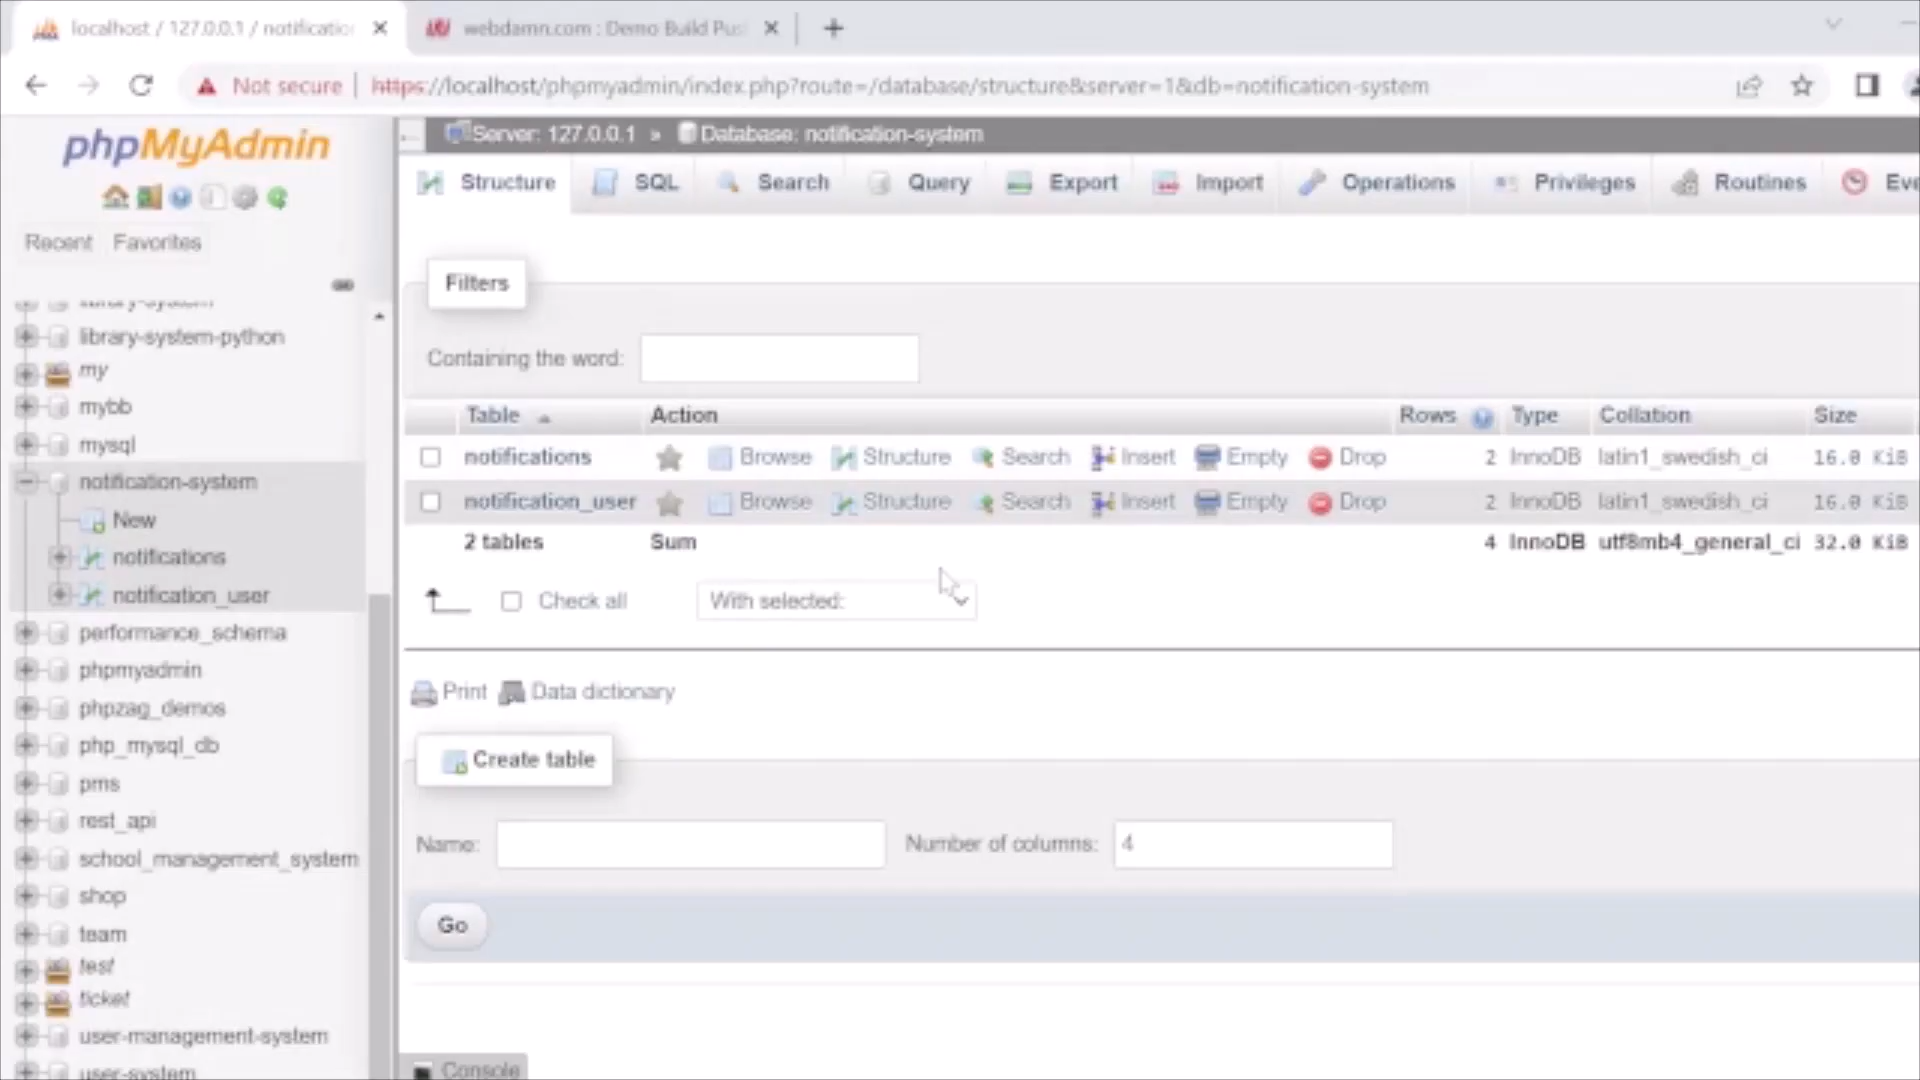 localhost / 127.0.0.1 / notificatio
webdamn.com : Demo Build Pus
Not secure
https://localhost/phpmyadmin/index.php?route=/database/structure&server=1&db=notification-system
phpMyAdmin
Recent Favorites
library-system
library-system-python
my
mybb
mysql
notification-system
New
notifications
notification_user
performance_schema
phpmyadmin
phpzag_demos
php_mysql_db
pms
rest_api
school_management_system
shop
team
test
ticket
user-management-system
user-system
Server: 127.0.0.1 » Database: notification-system
Structure SQL Search Query Export Import Operations Privileges Routines Eve
Filters
Containing the word:
Table Action Rows Type Collation Size
notifications Browse Structure Search Insert Empty Drop 2 InnoDB latin1_swedish_ci 16.0 KiB
notification_user Browse Structure Search Insert Empty Drop 2 InnoDB latin1_swedish_ci 16.0 KiB
2 tables Sum 4 InnoDB utf8mb4_general_ci 32.0 KiB
Check all With selected:
Print Data dictionary
Create table
Name: Number of columns: 4
Go
Console